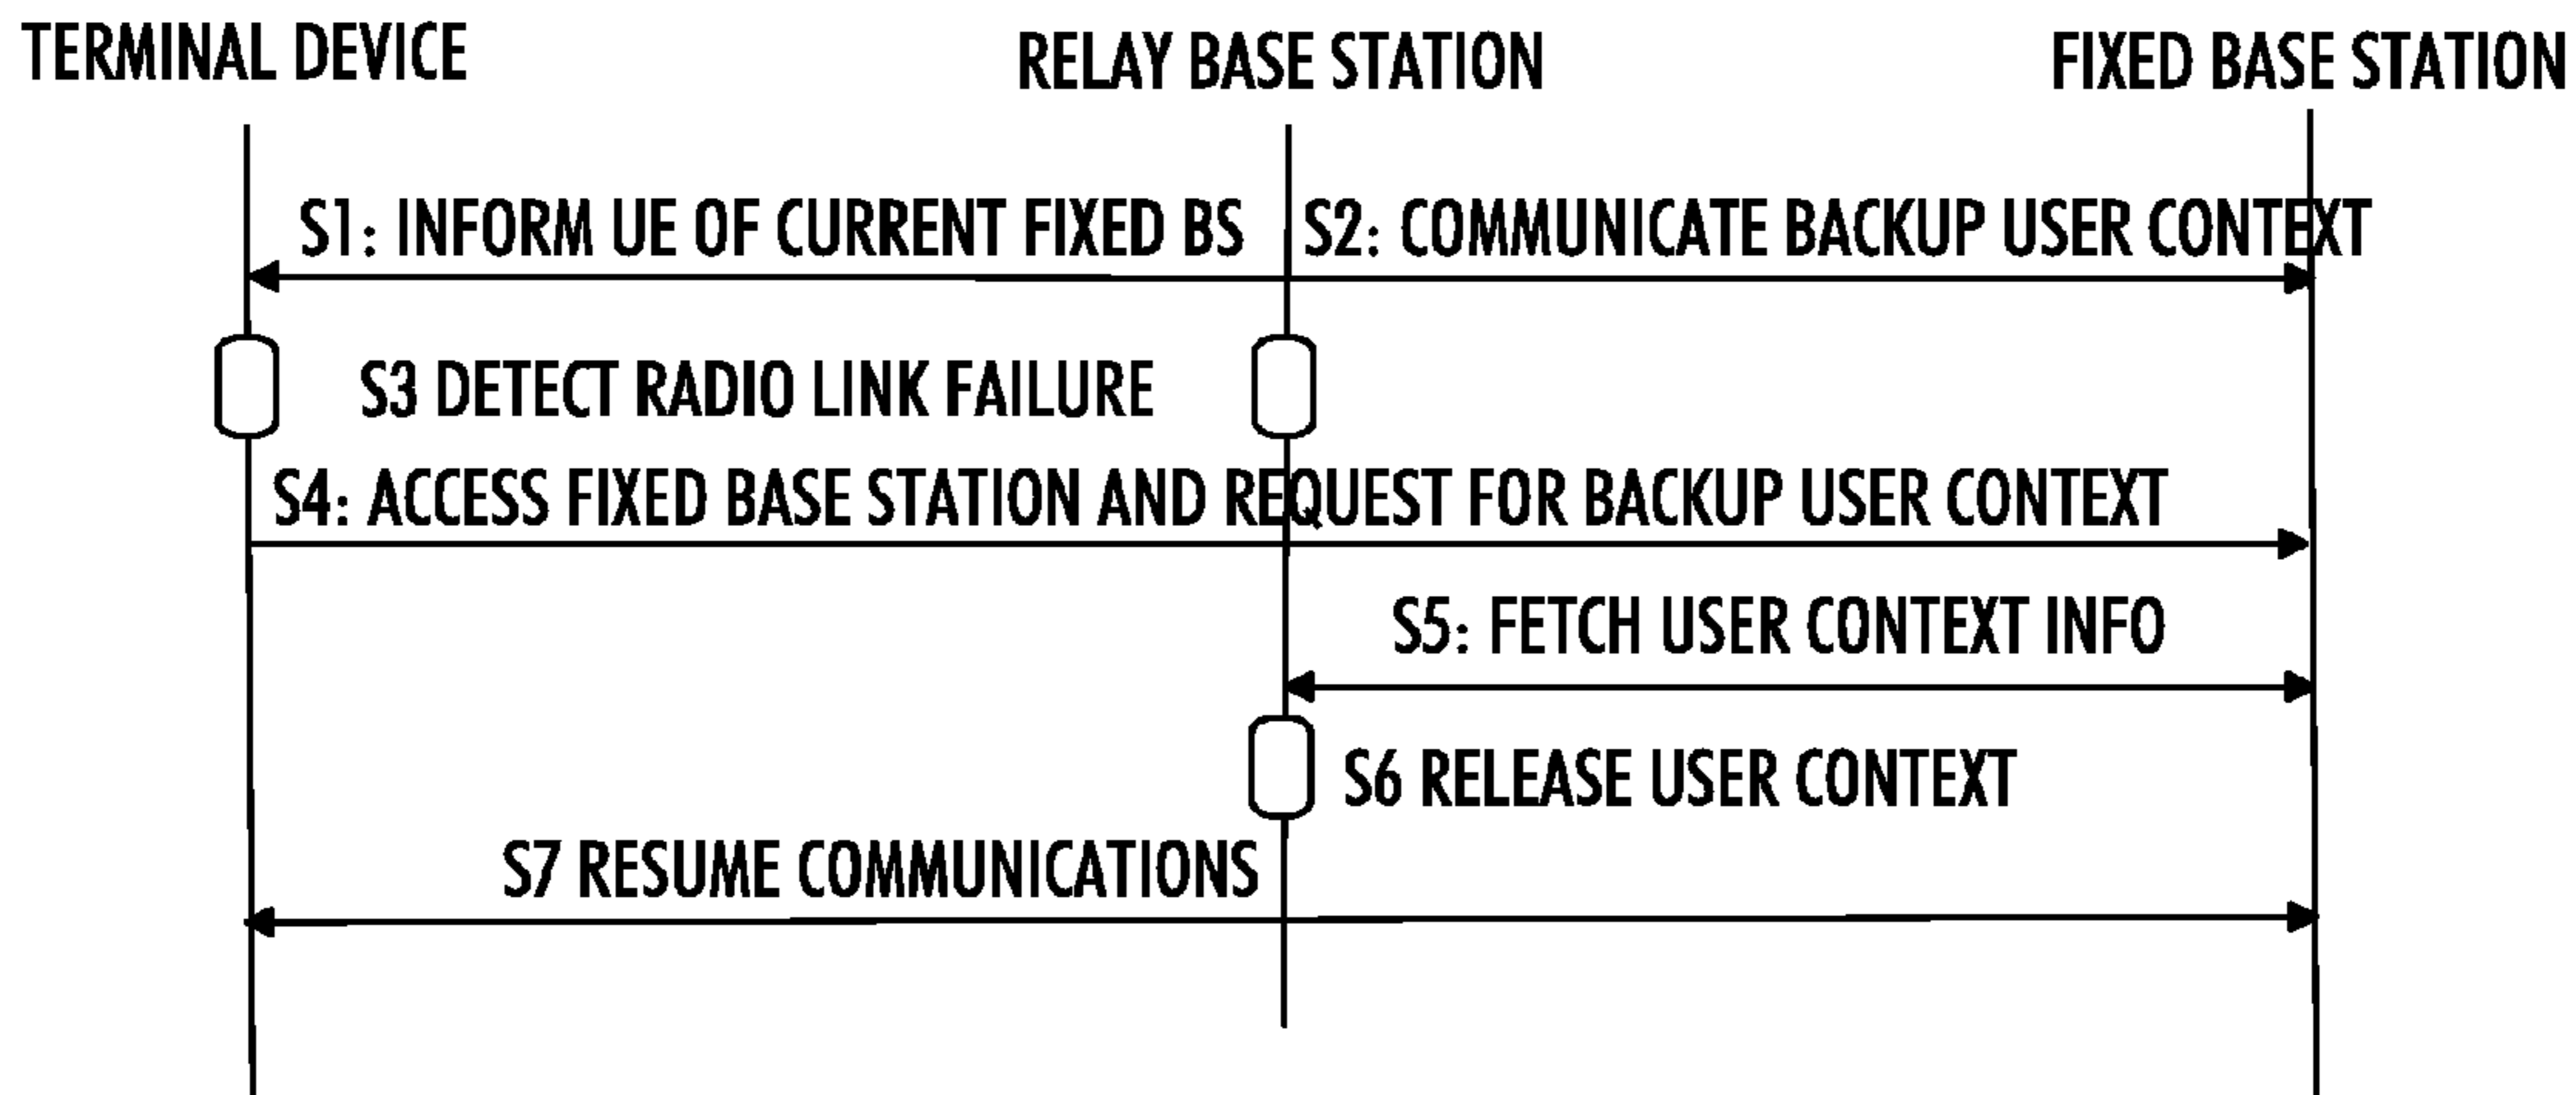 TERMINAL DEVICE
RELAY BASE STATION
FIXED BASE STATION
S1: INFORM UE OF CURRENT FIXED BS
S2: COMMUNICATE BACKUP USER CONTEXT
S3 DETECT RADIO LINK FAILURE
S4: ACCESS FIXED BASE STATION AND REQUEST FOR BACKUP USER CONTEXT
S5: FETCH USER CONTEXT INFO
S6 RELEASE USER CONTEXT
S7 RESUME COMMUNICATIONS